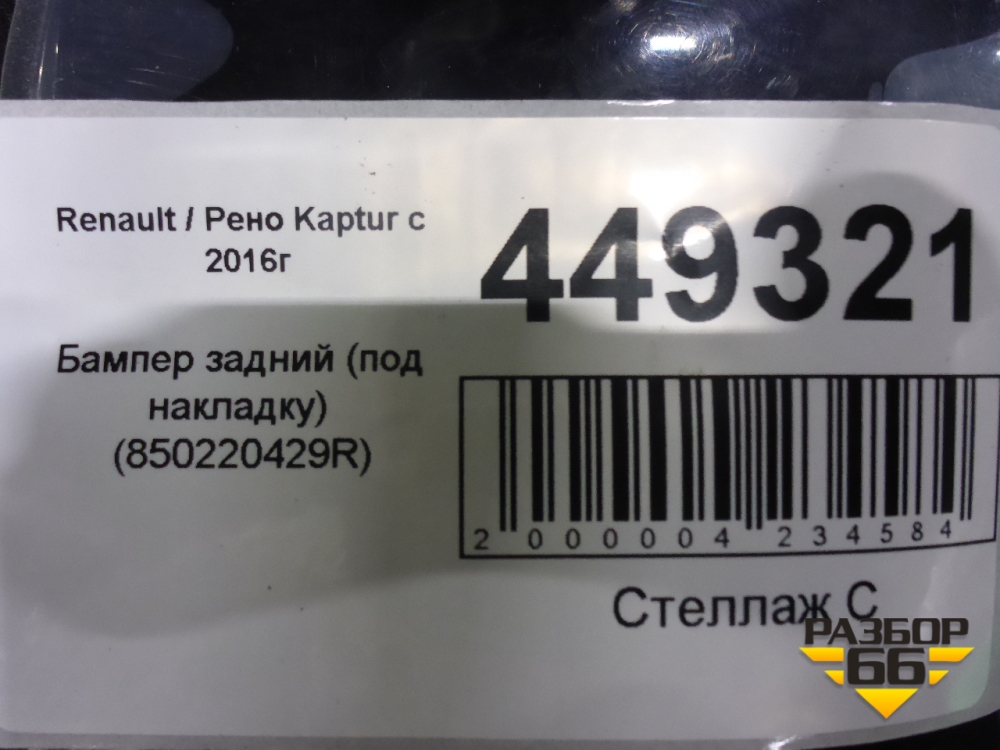 Renault / Рено Kaptur с
2016г
449321
Бампер задний (под
накладку)
(850220429R)
2 000004 234584
Стеллаж С
РАЗБОР
66